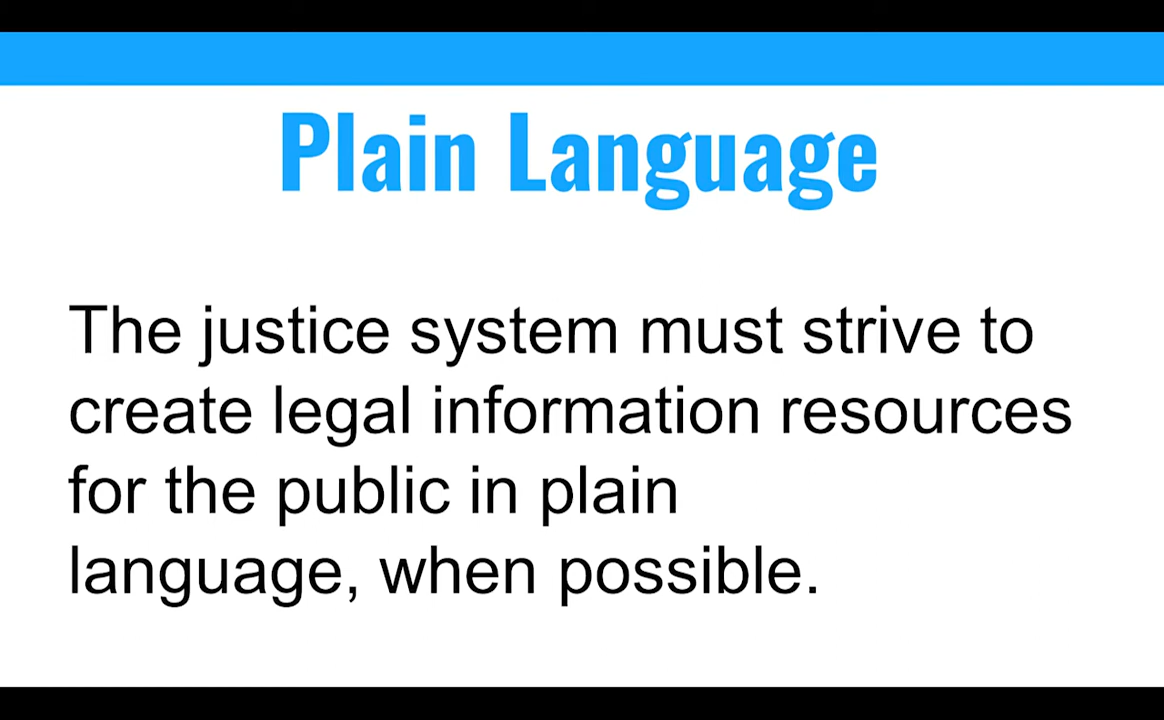 Plain Language
The justice system must strive to
create legal information resources
for the public in plain
language, when possible.